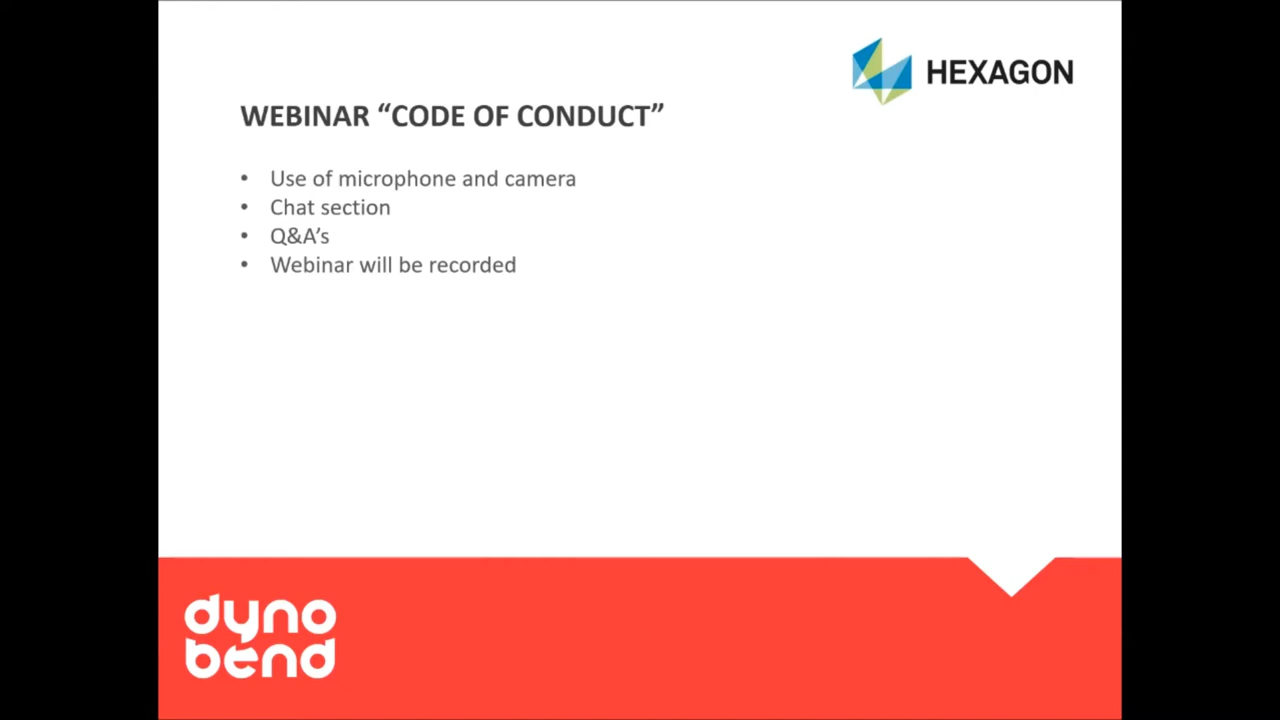 HEXAGON
WEBINAR “CODE OF CONDUCT”
• Use of microphone and camera
• Chat section
• Q&A’s
• Webinar will be recorded
dyno
bend